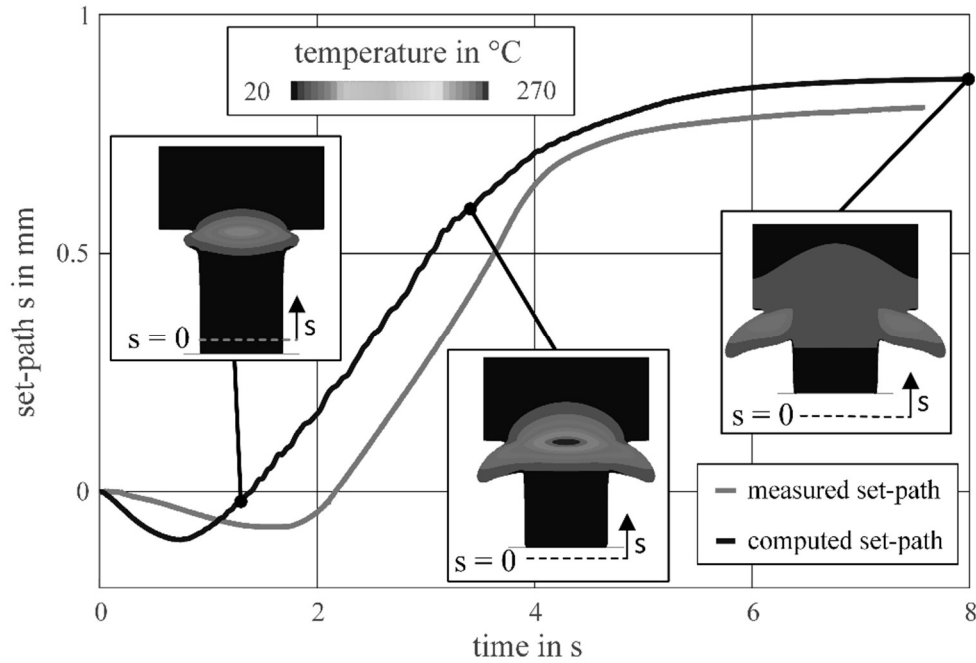 1
temperature in °C
20 270
s = 0 s
set-path s in mm
0.5
s = 0 s
s = 0 s
0
measured set-path
computed set-path
0 2 4 6 8
time in s